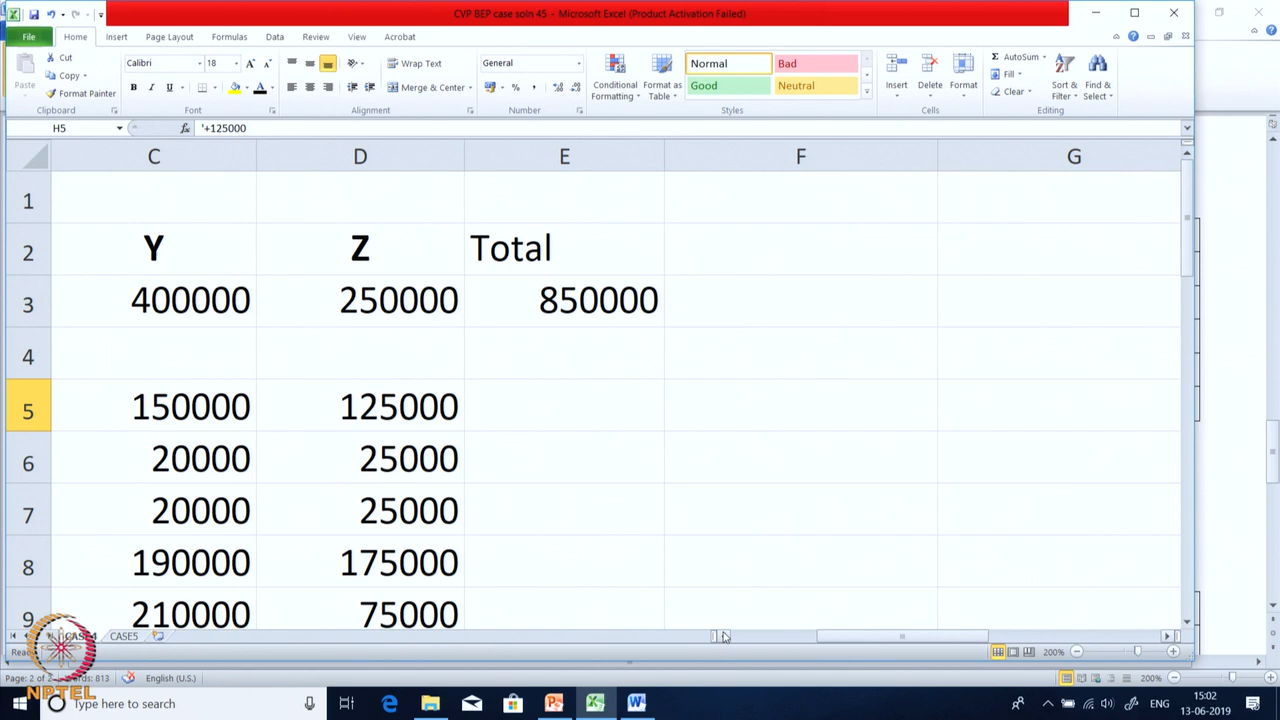 CVP BEP case soln 45 - Microsoft Excel (Product Activation Failed)
File Home Insert Page Layout Formulas Data Review View Acrobat
Cut
Copy
Format Painter
Paste
Clipboard
Calibri 18
B I U
Font
Wrap Text
Merge & Center
Alignment
General
Number
Conditional Formatting
Format as Table
Normal Bad
Good Neutral
Styles
Insert Delete Format
Cells
AutoSum
Fill
Clear
Sort & Filter
Find & Select
Editing
H5 fx '+125000
C D E F G
1
2 Y Z Total
3 400000 250000 850000
4
5 150000 125000
6 20000 25000
7 20000 25000
8 190000 175000
9 210000 75000
CASE5
200%
Page: 2 of 2
813 English (U.S.) 200%
NPTEL
Type here to search
ENG
15:02
13-06-2019